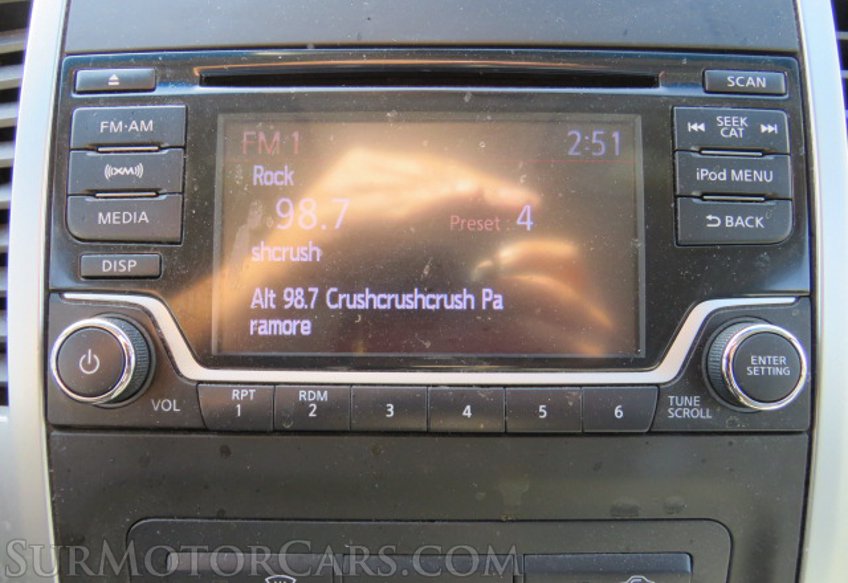 SCAN
FM·AM
SEEK
CAT
((XM))
iPod MENU
MEDIA
BACK
DISP
FM 1 2:51
Rock
98.7 Preset : 4
shcrush
Alt 98.7 Crushcrushcrush Pa
ramore
VOL
RPT
1
RDM
2
3
4
5
6
TUNE
SCROLL
ENTER
SETTING
SurMotorCars.com